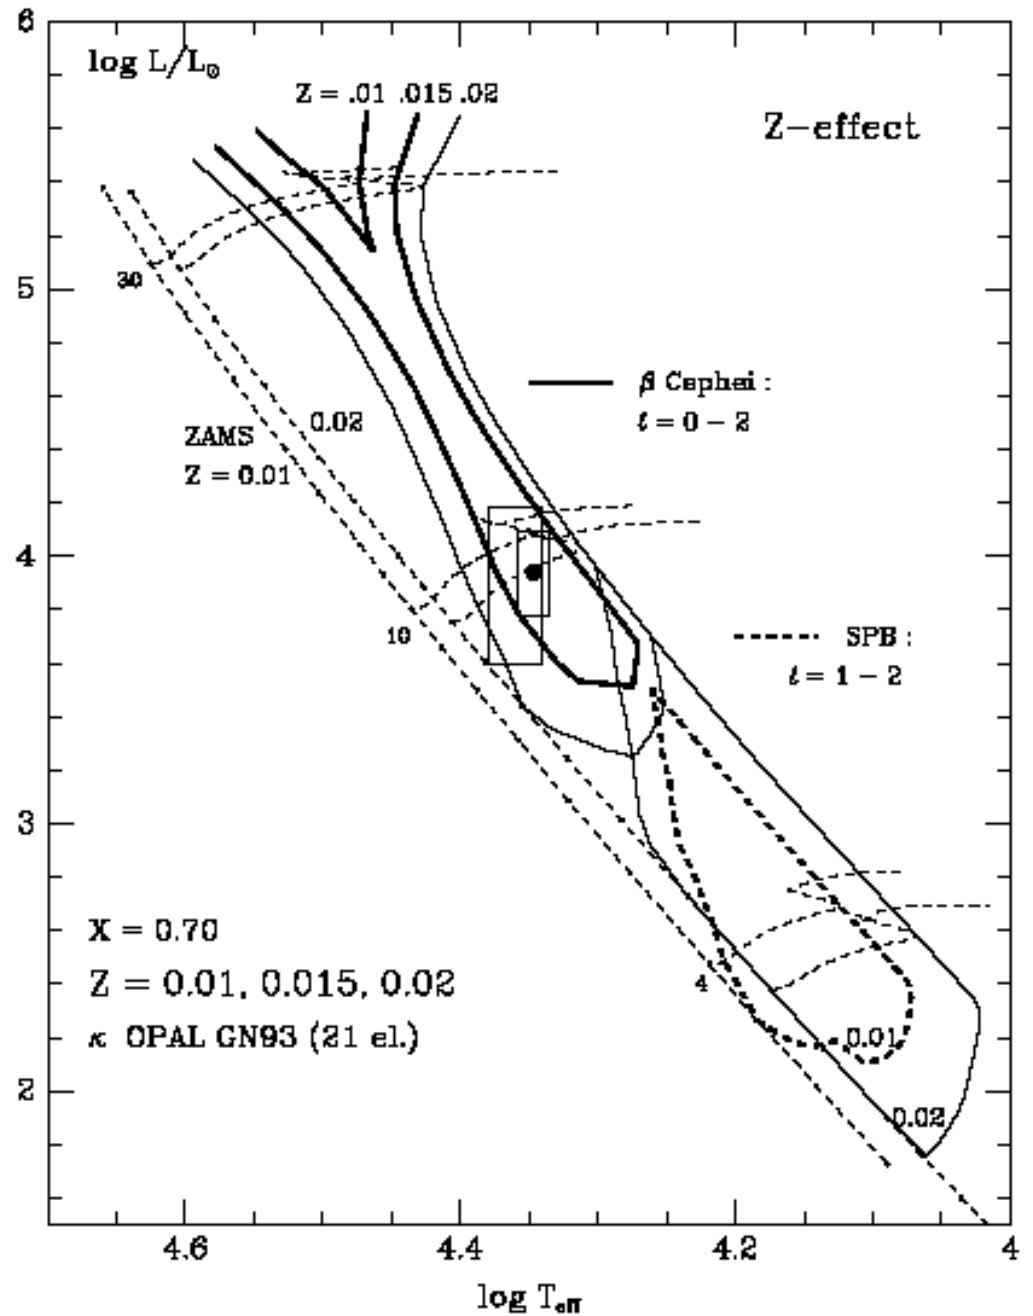 6
log L/L⊙
Z = .01 .015 .02
Z-effect
30
5
β Cephei :
ℓ = 0 - 2
0.02
ZAMS
Z = 0.01
4
10
SPB :
ℓ = 1 - 2
3
X = 0.70
Z = 0.01, 0.015, 0.02
κ OPAL GN93 (21 el.)
4
0.01
2
0.02
4.6 4.4 4.2 4
log T_eff